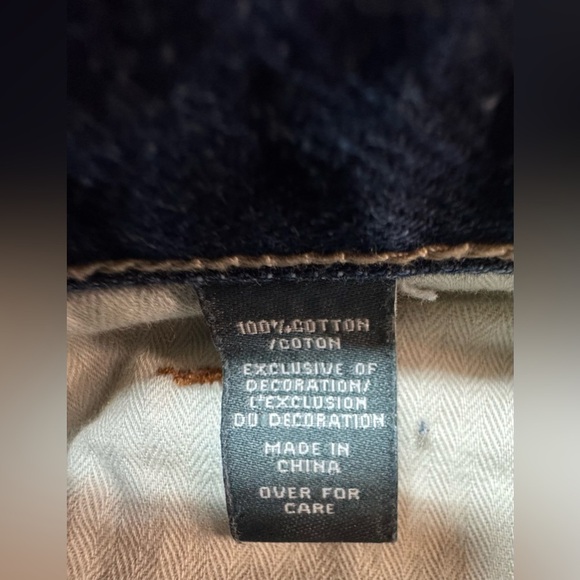 100% COTTON
/COTON
EXCLUSIVE OF
DECORATION/
L'EXCLUSION
DU DECORATION
MADE IN
CHINA
OVER FOR
CARE